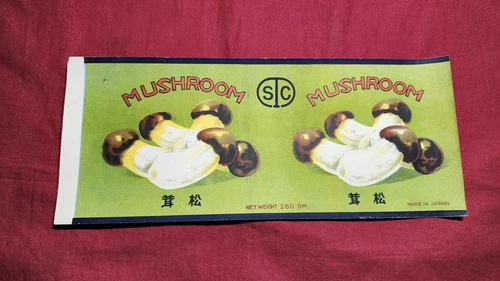 MUSHROOM
STC
MUSHROOM
茸松
NET WEIGHT 260 GM.
茸松
MADE IN JAPAN